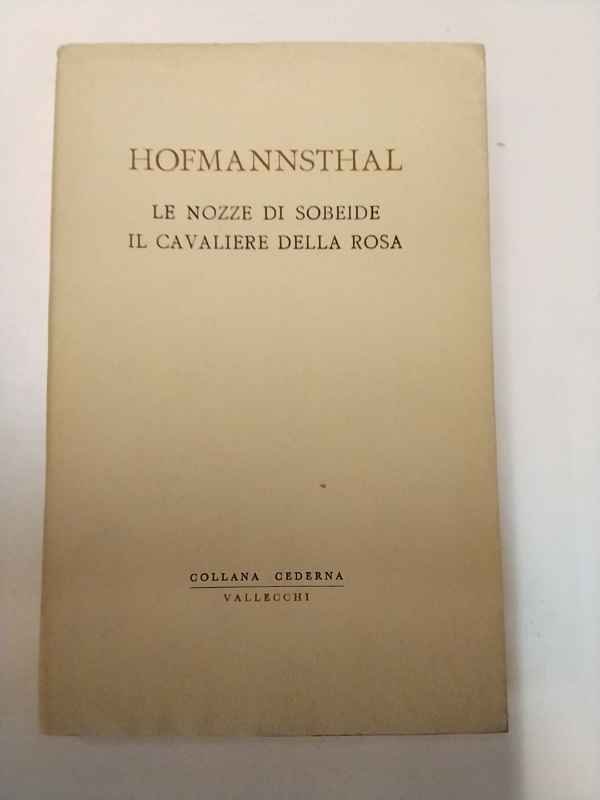 HOFMANNSTHAL
LE NOZZE DI SOBEIDE
IL CAVALIERE DELLA ROSA
COLLANA CEDERNA
VALLECCHI